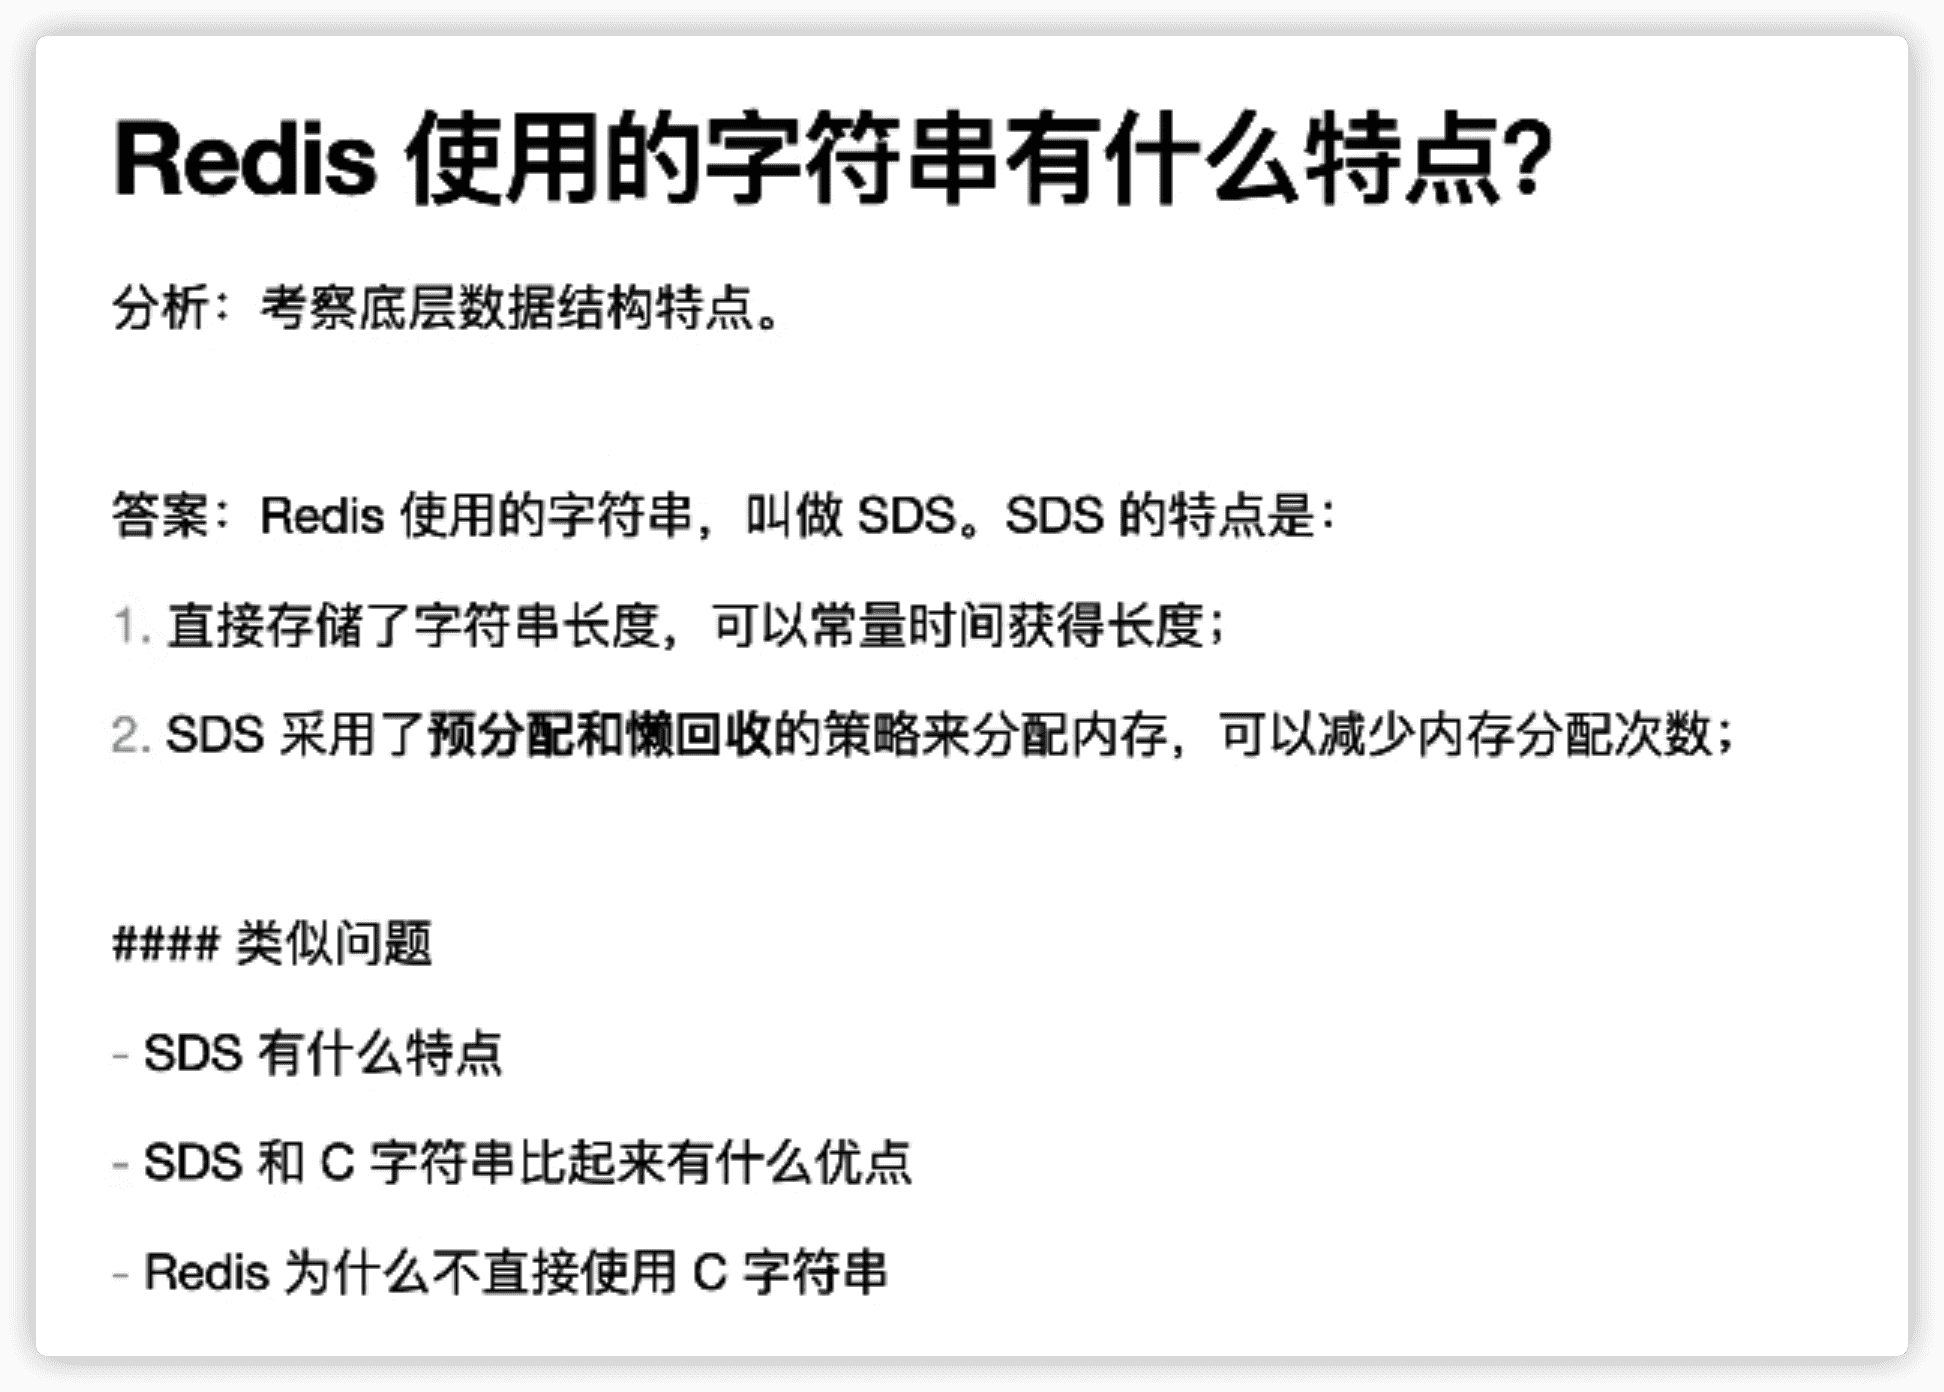 Redis 使用的字符串有什么特点？
分析：考察底层数据结构特点。
答案：Redis 使用的字符串，叫做 SDS。SDS 的特点是：
1. 直接存储了字符串长度，可以常量时间获得长度；
2. SDS 采用了预分配和懒回收的策略来分配内存，可以减少内存分配次数；
#### 类似问题
- SDS 有什么特点
- SDS 和 C 字符串比起来有什么优点
- Redis 为什么不直接使用 C 字符串